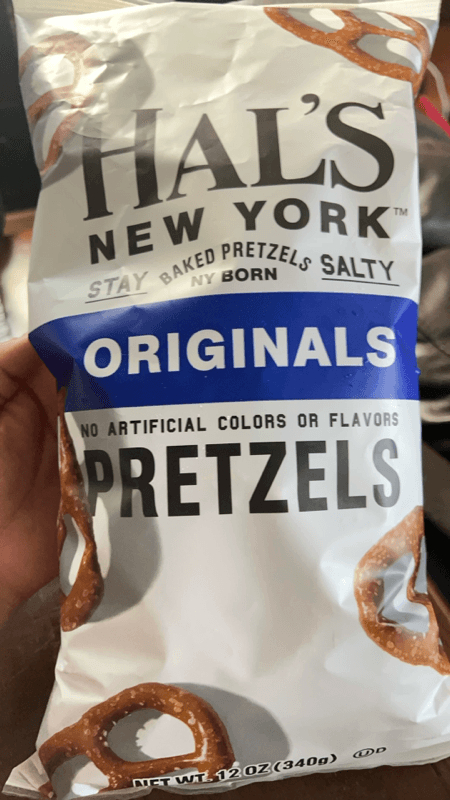 HAL'S
NEW YORK™
STAY BAKED PRETZELS SALTY
NY BORN
ORIGINALS
NO ARTIFICIAL COLORS OR FLAVORS
PRETZELS
NET WT. 12 OZ (340g) ⓊD